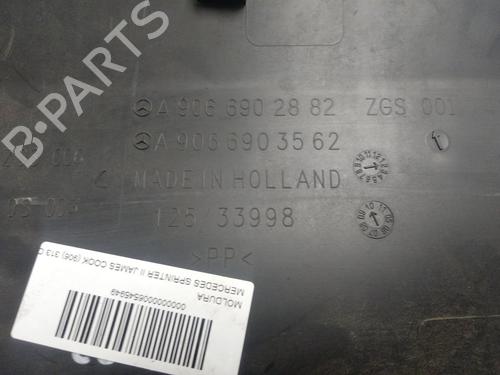 A 906 690 28 82 ZGS 001
A 906 690 35 62
MADE IN HOLLAND
125 33998
>PP<
MOLDURA
MERCEDES SPRINTER II JAMES COOK (906) 313 C
B-PARTS